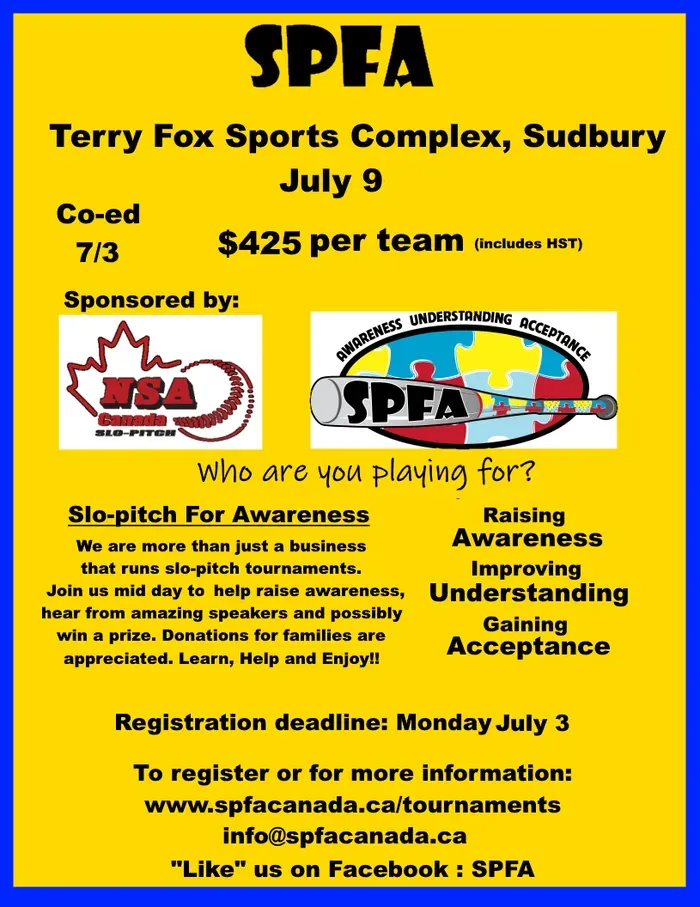 SPFA
Terry Fox Sports Complex, Sudbury
July 9
Co-ed
7/3
$425 per team (includes HST)
Sponsored by:
NSA
Canada
SLO-PITCH
AWARENESS UNDERSTANDING ACCEPTANCE
SPFA
Who are you playing for?
Slo-pitch For Awareness
We are more than just a business
that runs slo-pitch tournaments.
Join us mid day to help raise awareness,
hear from amazing speakers and possibly
win a prize. Donations for families are
appreciated. Learn, Help and Enjoy!!
Raising
Awareness
Improving
Understanding
Gaining
Acceptance
Registration deadline: Monday July 3
To register or for more information:
www.spfacanada.ca/tournaments
info@spfacanada.ca
"Like" us on Facebook : SPFA